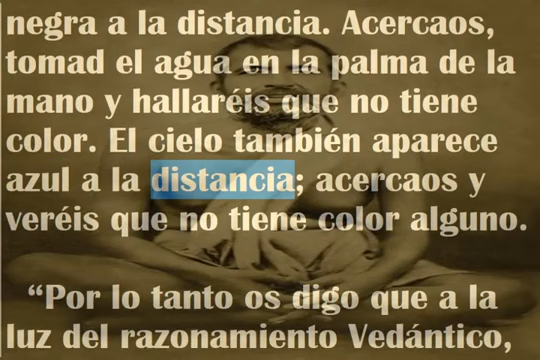 negra a la distancia. Acercaos,
tomad el agua en la palma de la
mano y hallaréis que no tiene
color. El cielo también aparece
azul a la distancia; acercaos y
veréis que no tiene color alguno.
“Por lo tanto os digo que a la
luz del razonamiento Vedántico,